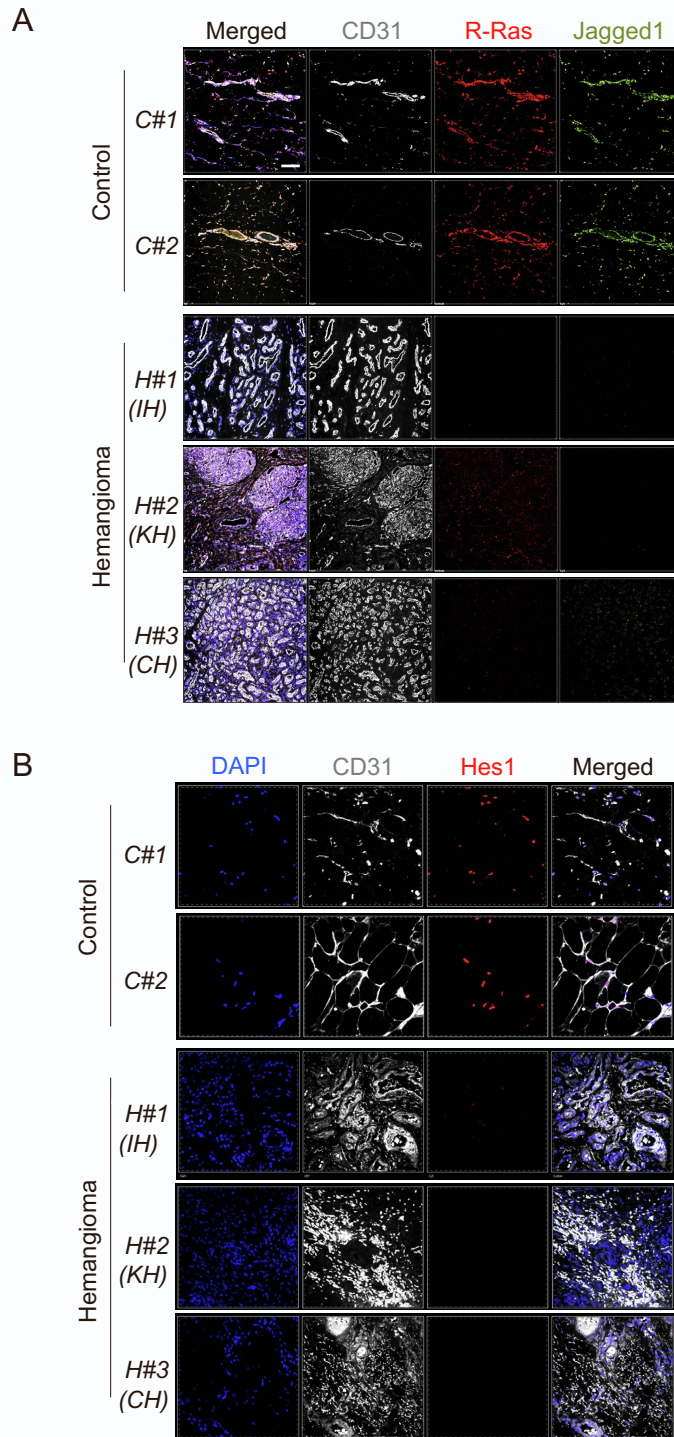 A
Merged CD31 R-Ras Jagged1
Control
C#1
C#2
Hemangioma
H#1
(IH)
H#2
(KH)
H#3
(CH)
B
DAPI CD31 Hes1 Merged
Control
C#1
C#2
Hemangioma
H#1
(IH)
H#2
(KH)
H#3
(CH)